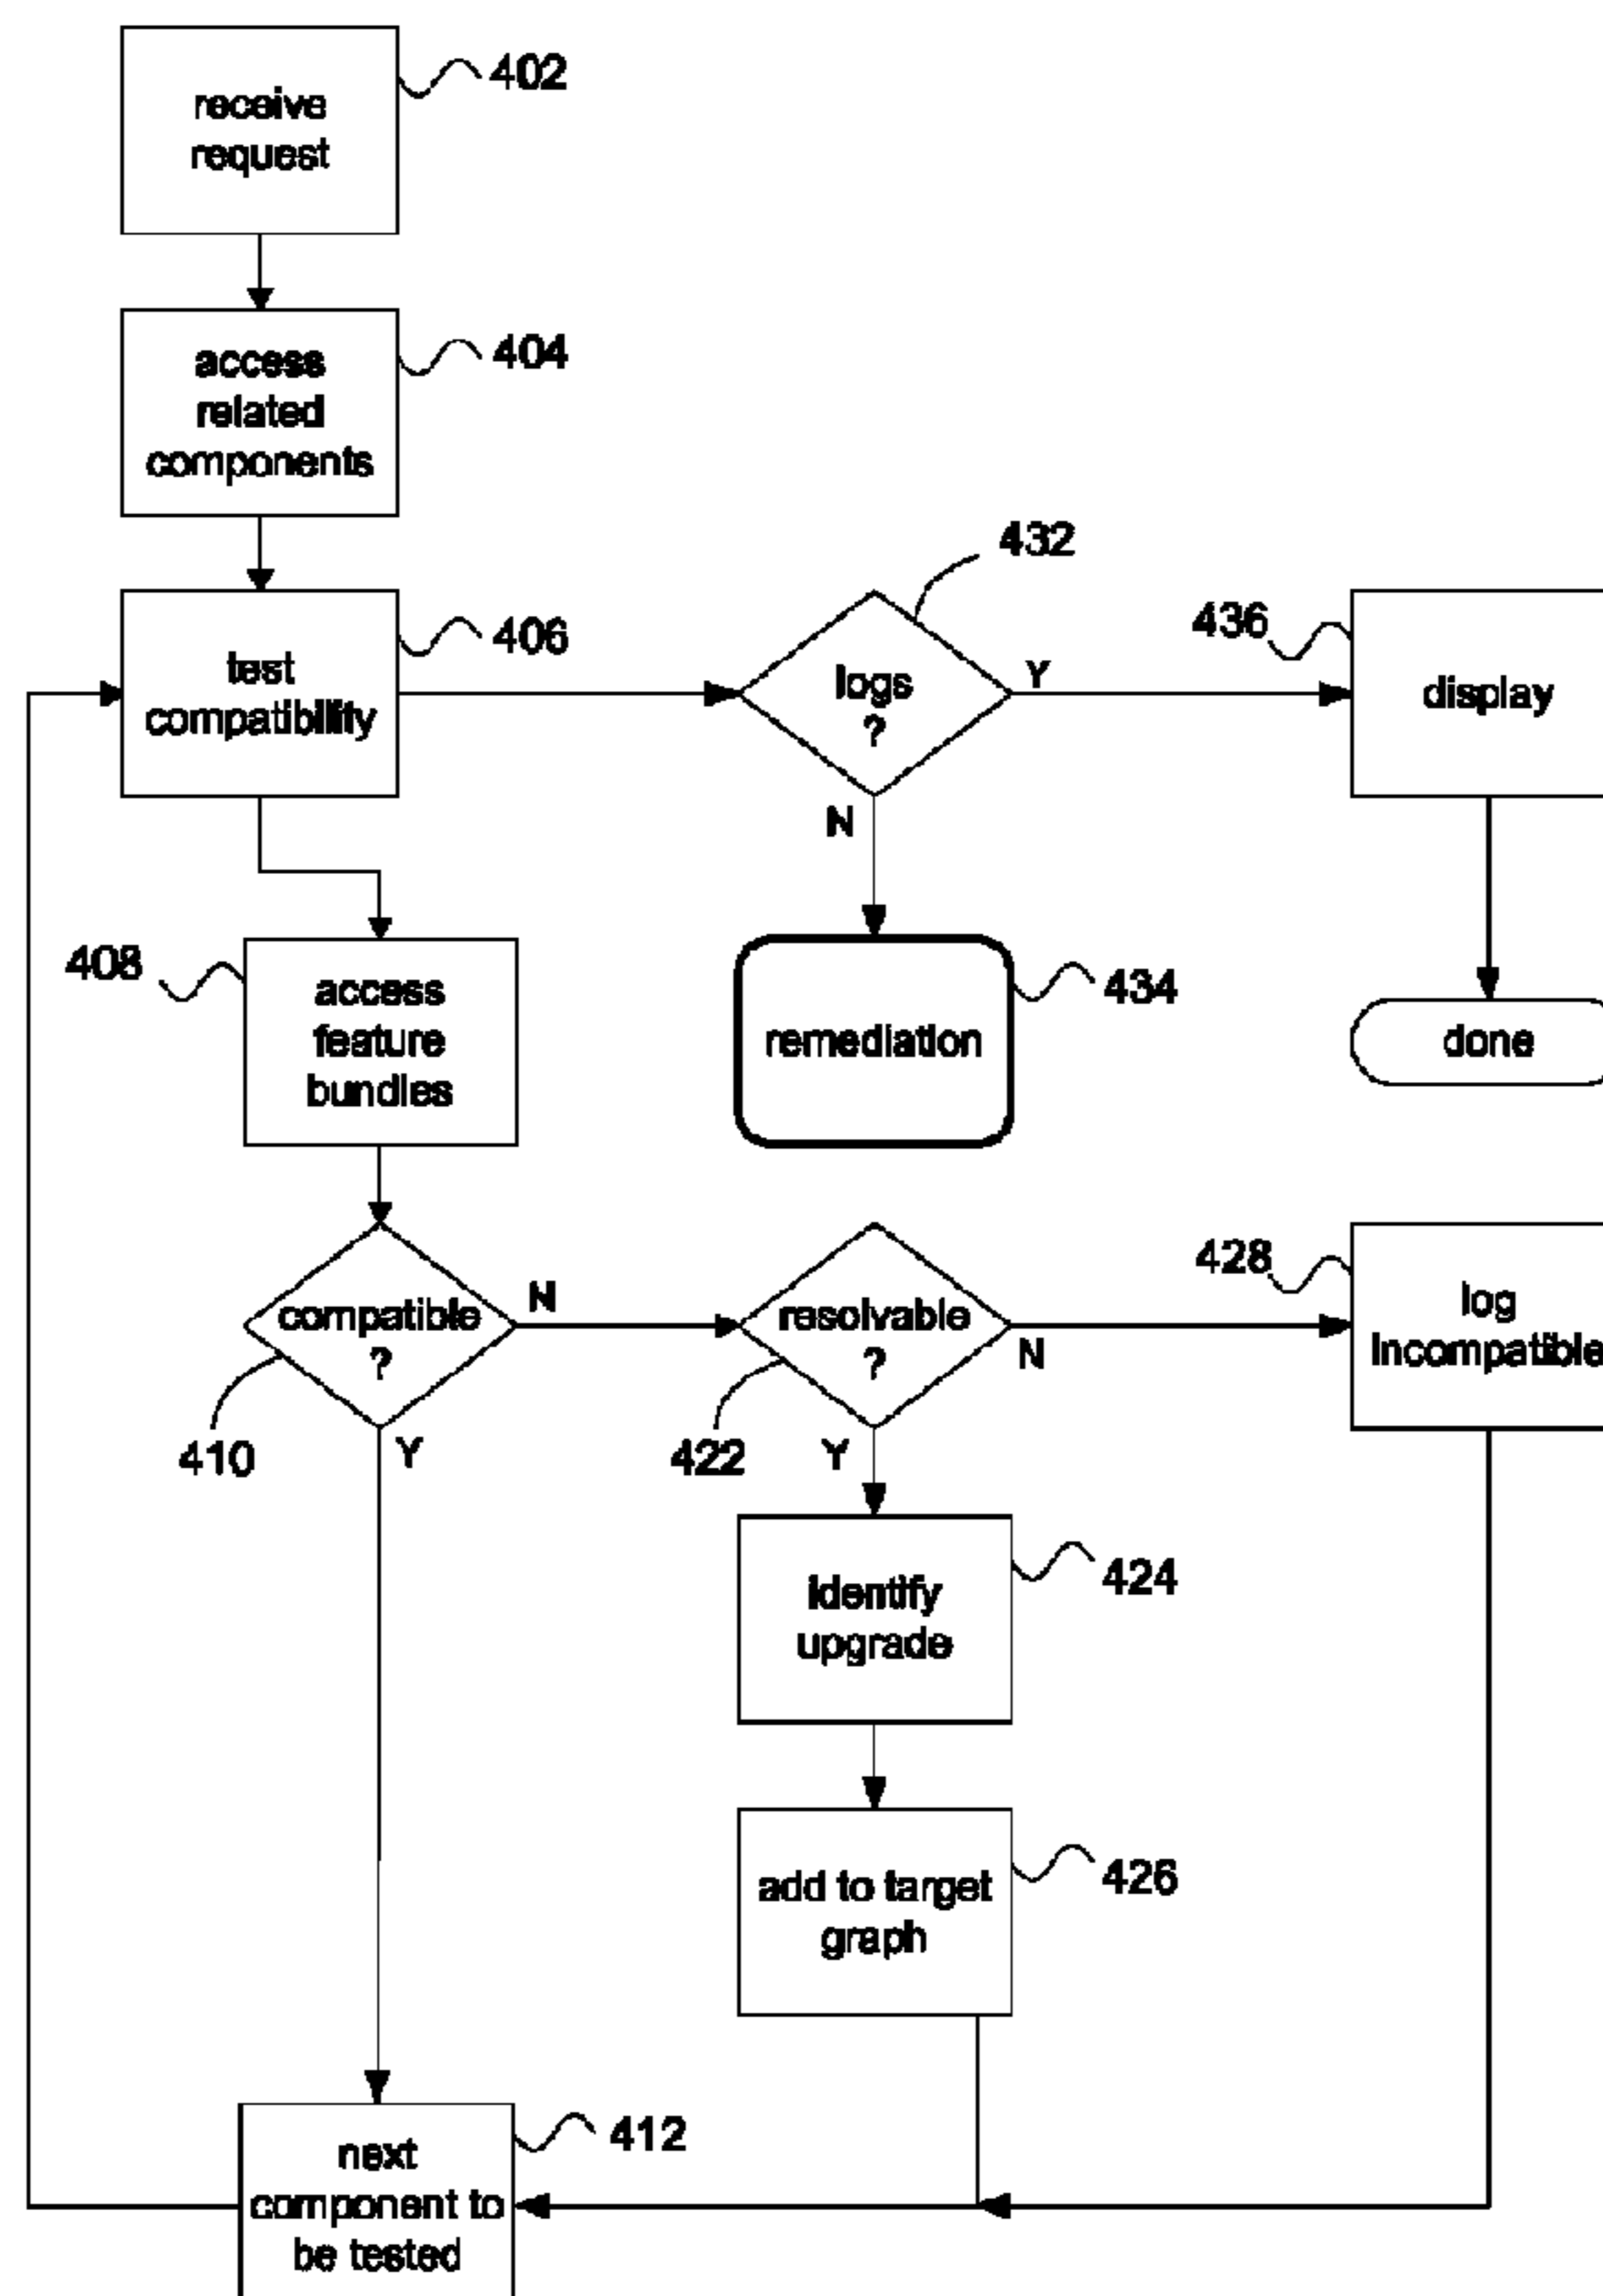 receive
request
402
access
related
components
404
test
compatibility
406
logs
?
432
Y
N
display
436
done
remediation
434
access
feature
bundles
408
compatible
?
410
N
Y
resolvable
?
422
N
Y
log
incompatible
428
identify
upgrade
424
add to target
graph
426
next
component to
be tested
412